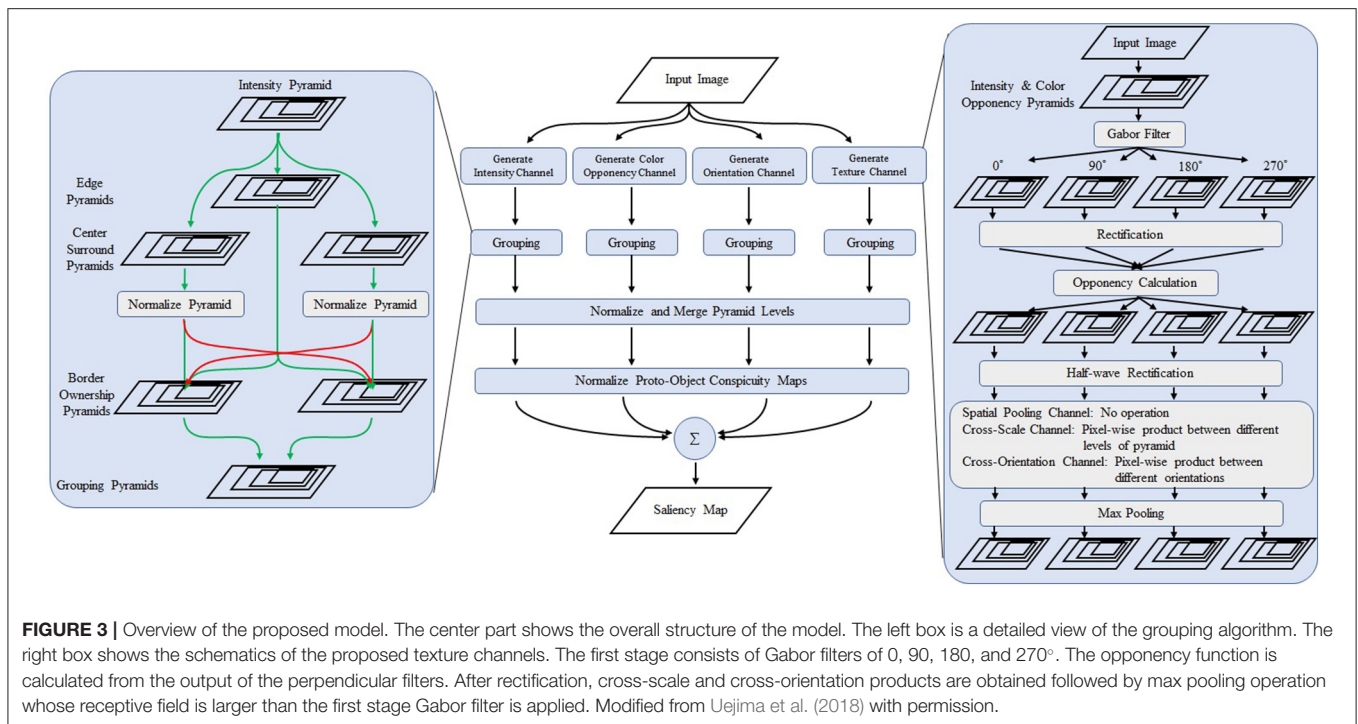 Intensity Pyramid
Edge
Pyramids
Center
Surround
Pyramids
Normalize Pyramid
Normalize Pyramid
Border
Ownership
Pyramids
Grouping Pyramids
Input Image
Generate
Intensity Channel
Generate Color
Opponency Channel
Generate
Orientation Channel
Generate
Texture Channel
Grouping
Grouping
Grouping
Grouping
Normalize and Merge Pyramid Levels
Normalize Proto-Object Conspicuity Maps
Σ
Saliency Map
Input Image
Intensity & Color
Opponency Pyramids
Gabor Filter
0°
90°
180°
270°
Rectification
Opponency Calculation
Half-wave Rectification
Spatial Pooling Channel: No operation
Cross-Scale Channel: Pixel-wise product between different
levels of pyramid
Cross-Orientation Channel: Pixel-wise product between
different orientations
Max Pooling
FIGURE 3 | Overview of the proposed model. The center part shows the overall structure of the model. The left box is a detailed view of the grouping algorithm. The
right box shows the schematics of the proposed texture channels. The first stage consists of Gabor filters of 0, 90, 180, and 270°. The opponency function is
calculated from the output of the perpendicular filters. After rectification, cross-scale and cross-orientation products are obtained followed by max pooling operation
whose receptive field is larger than the first stage Gabor filter is applied. Modified from Uejima et al. (2018) with permission.